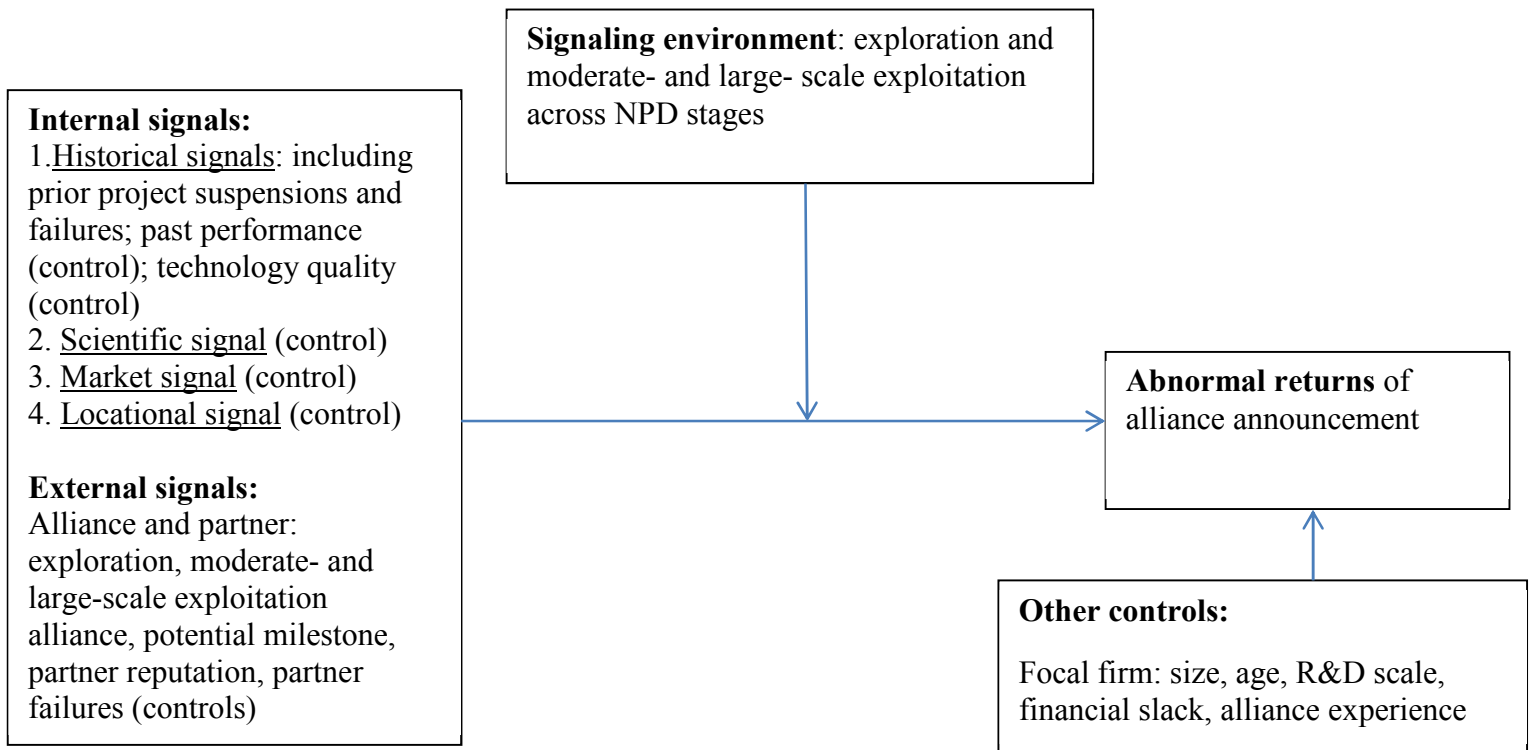 Signaling environment: exploration and
moderate- and large- scale exploitation
across NPD stages
Internal signals:
1.Historical signals: including
prior project suspensions and
failures; past performance
(control); technology quality
(control)
2. Scientific signal (control)
3. Market signal (control)
4. Locational signal (control)
External signals:
Alliance and partner:
exploration, moderate- and
large-scale exploitation
alliance, potential milestone,
partner reputation, partner
failures (controls)
Abnormal returns of
alliance announcement
Other controls:
Focal firm: size, age, R&D scale,
financial slack, alliance experience